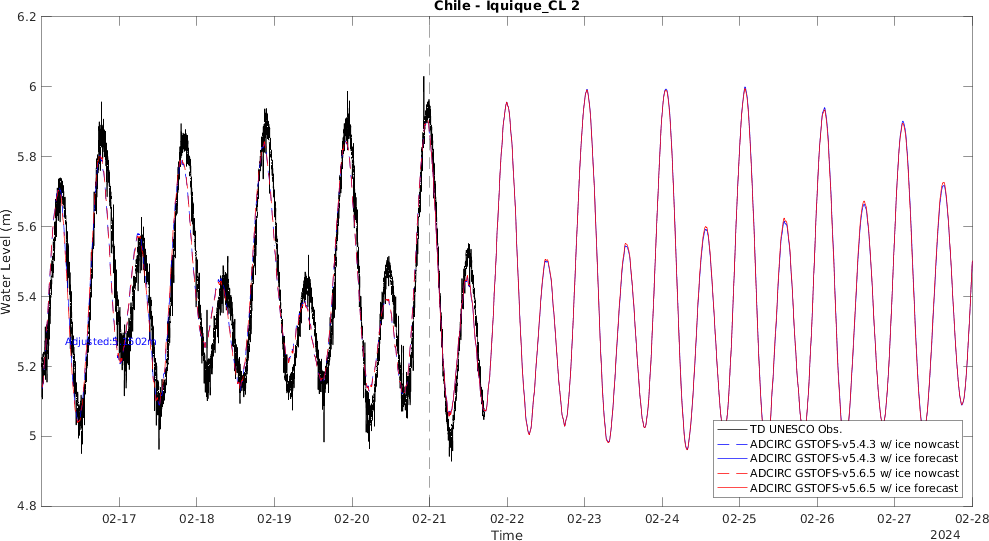 Chile - Iquique_CL 2
6.2
6
5.8
5.6
5.4
5.2
5
4.8
Water Level (m)
02-17
02-18
02-19
02-20
02-21
02-22
02-23
02-24
02-25
02-26
02-27
02-28
Time
2024
TD UNESCO Obs.
ADCIRC GSTOFS-v5.4.3 w/ ice nowcast
ADCIRC GSTOFS-v5.4.3 w/ ice forecast
ADCIRC GSTOFS-v5.6.5 w/ ice nowcast
ADCIRC GSTOFS-v5.6.5 w/ ice forecast